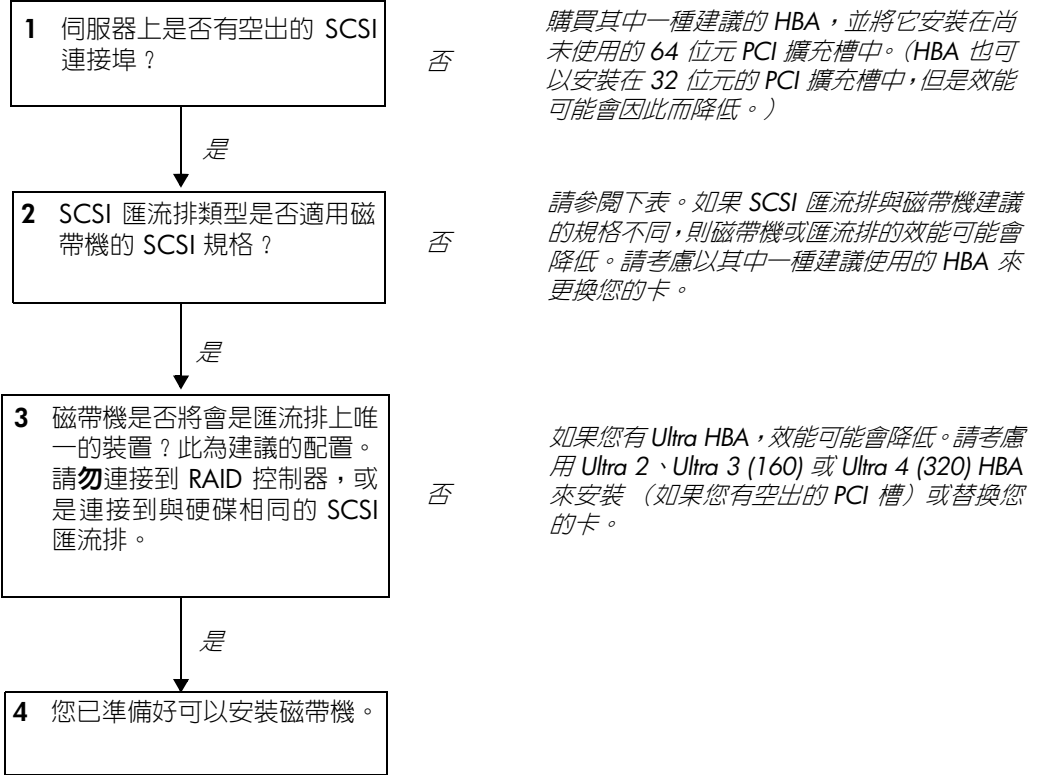 1 伺服器上是否有空出的 SCSI
連接埠？
否
購買其中一種建議的 HBA，並將它安裝在尚
未使用的 64 位元 PCI 擴充槽中。（HBA 也可
以安裝在 32 位元的 PCI 擴充槽中，但是效能
可能會因此而降低。）
是
2 SCSI 匯流排類型是否適用磁
帶機的 SCSI 規格？
否
請參閱下表。如果 SCSI 匯流排與磁帶機建議
的規格不同，則磁帶機或匯流排的效能可能會
降低。請考慮以其中一種建議使用的 HBA 來
更換您的卡。
是
3 磁帶機是否將會是匯流排上唯
一的裝置？此為建議的配置。
請勿連接到 RAID 控制器，或
是連接到與硬碟相同的 SCSI
匯流排。
否
如果您有 Ultra HBA，效能可能會降低。請考慮
用 Ultra 2、Ultra 3 (160) 或 Ultra 4 (320) HBA
來安裝 （如果您有空出的 PCI 槽）或替換您
的卡。
是
4 您已準備好可以安裝磁帶機。